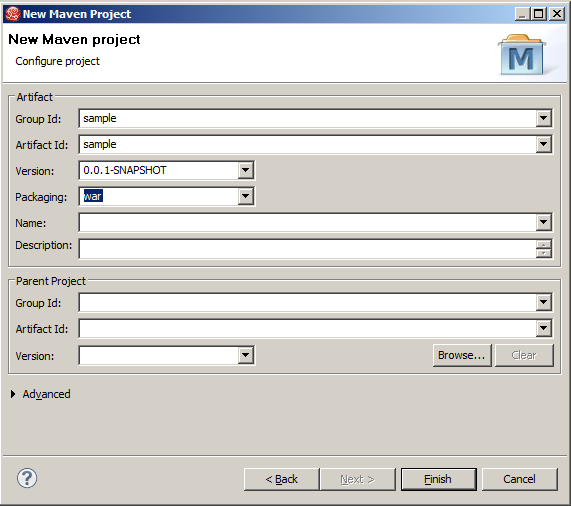 New Maven Project
New Maven project
Configure project
M
Artifact
Group Id: sample
Artifact Id: sample
Version: 0.0.1-SNAPSHOT
Packaging: war
Name:
Description:
Parent Project
Group Id:
Artifact Id:
Version: Browse... Clear
Advanced
? < Back Next > Finish Cancel